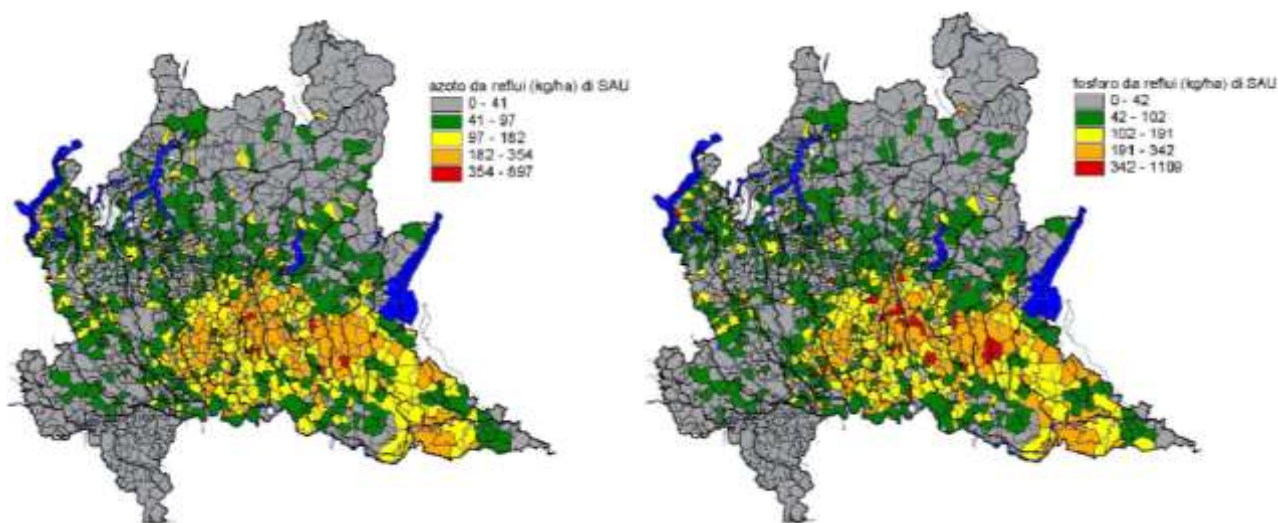 azoto da reflui (kg/ha) di SAU
0 - 41
41 - 97
97 - 182
182 - 354
354 - 897
fosforo da reflui (kg/ha) di SAU
0 - 42
42 - 102
102 - 191
191 - 342
342 - 1109